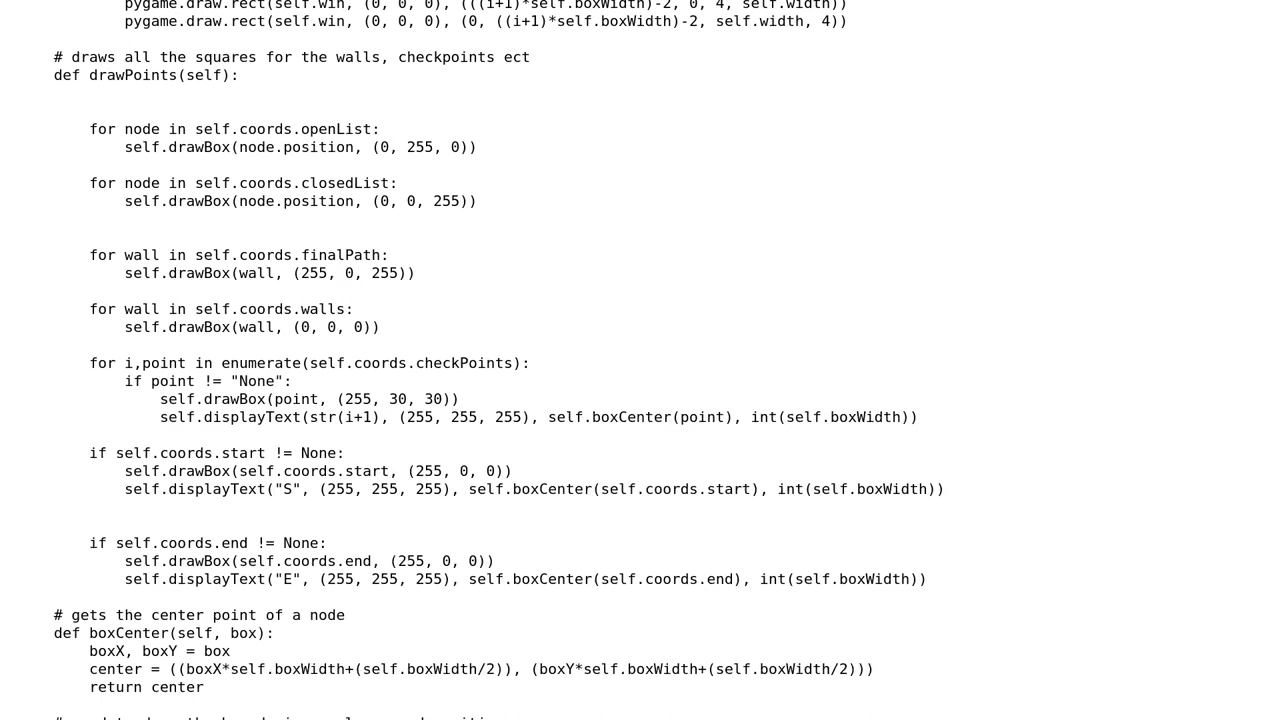 pygame.draw.rect(self.win, (0, 0, 0), (((i+1)*self.boxWidth)-2, 0, 4, self.width))
pygame.draw.rect(self.win, (0, 0, 0), (0, ((i+1)*self.boxWidth)-2, self.width, 4))
# draws all the squares for the walls, checkpoints ect
def drawPoints(self):
for node in self.coords.openList:
self.drawBox(node.position, (0, 255, 0))
for node in self.coords.closedList:
self.drawBox(node.position, (0, 0, 255))
for wall in self.coords.finalPath:
self.drawBox(wall, (255, 0, 255))
for wall in self.coords.walls:
self.drawBox(wall, (0, 0, 0))
for i,point in enumerate(self.coords.checkPoints):
if point != "None":
self.drawBox(point, (255, 30, 30))
self.displayText(str(i+1), (255, 255, 255), self.boxCenter(point), int(self.boxWidth))
if self.coords.start != None:
self.drawBox(self.coords.start, (255, 0, 0))
self.displayText("S", (255, 255, 255), self.boxCenter(self.coords.start), int(self.boxWidth))
if self.coords.end != None:
self.drawBox(self.coords.end, (255, 0, 0))
self.displayText("E", (255, 255, 255), self.boxCenter(self.coords.end), int(self.boxWidth))
# gets the center point of a node
def boxCenter(self, box):
boxX, boxY = box
center = ((boxX*self.boxWidth+(self.boxWidth/2)), (boxY*self.boxWidth+(self.boxWidth/2)))
return center